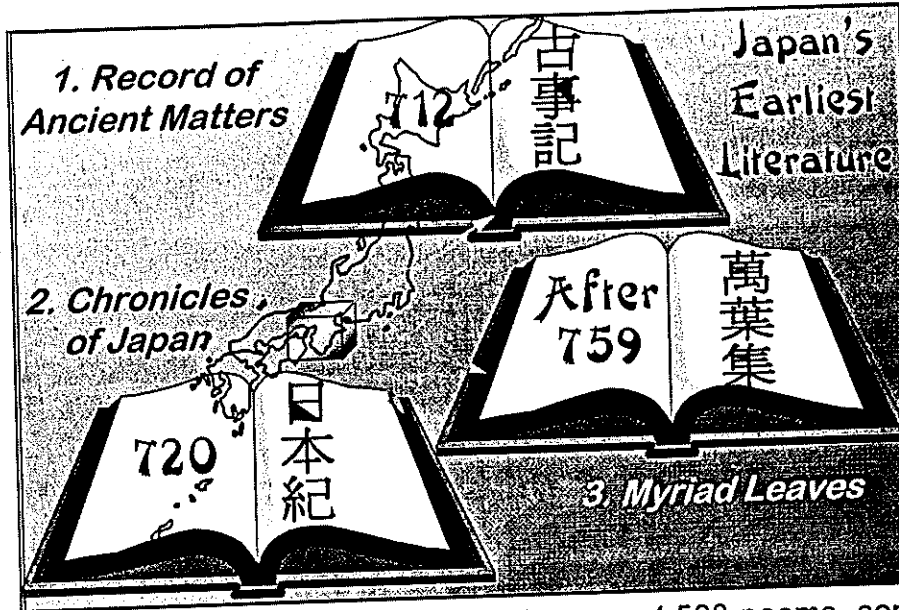 1. Record of
Ancient Matters
712
古事記
Japan's
Earliest
Literature
2. Chronicles
of Japan
720
日本紀
After
759
萬葉集
3. Myriad Leaves
poems,